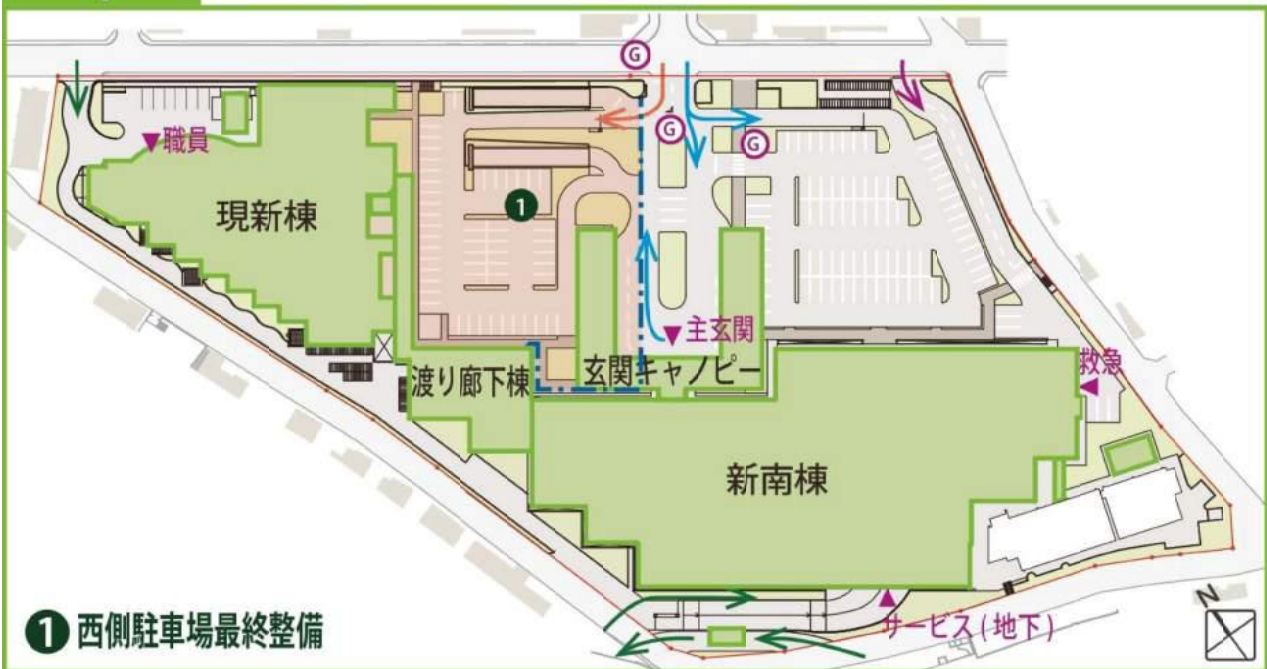 G
G
G
▼職員
現新棟
1
▼主玄関
玄関キャノピー
救急
渡り廊下棟
新南棟
サービス(地下)
N
1 西側駐車場最終整備